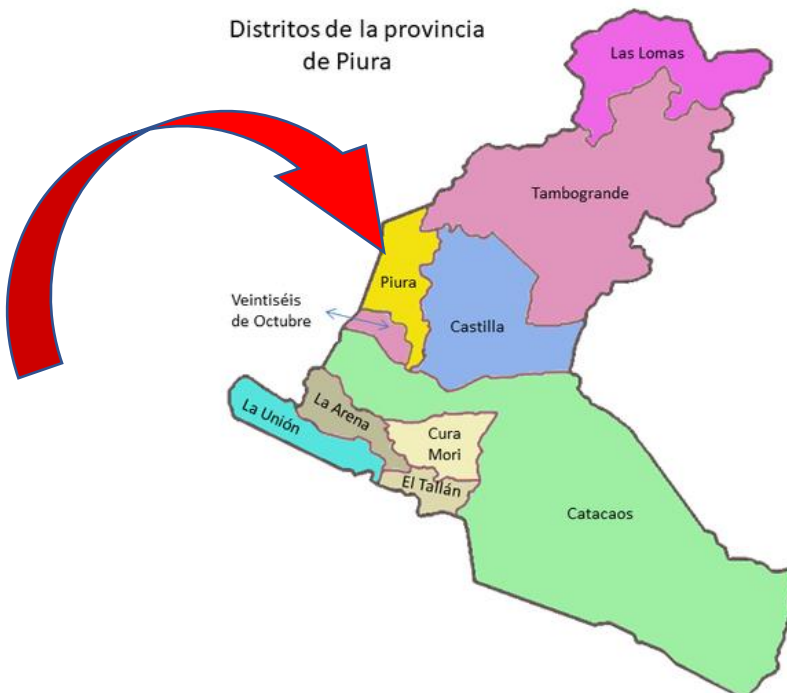 Distritos de la provincia
de Piura
Las Lomas
Tambogrande
Piura
Veintiséis
de Octubre
Castilla
La Unión
La Arena
Cura
Mori
El Tallán
Catacaos